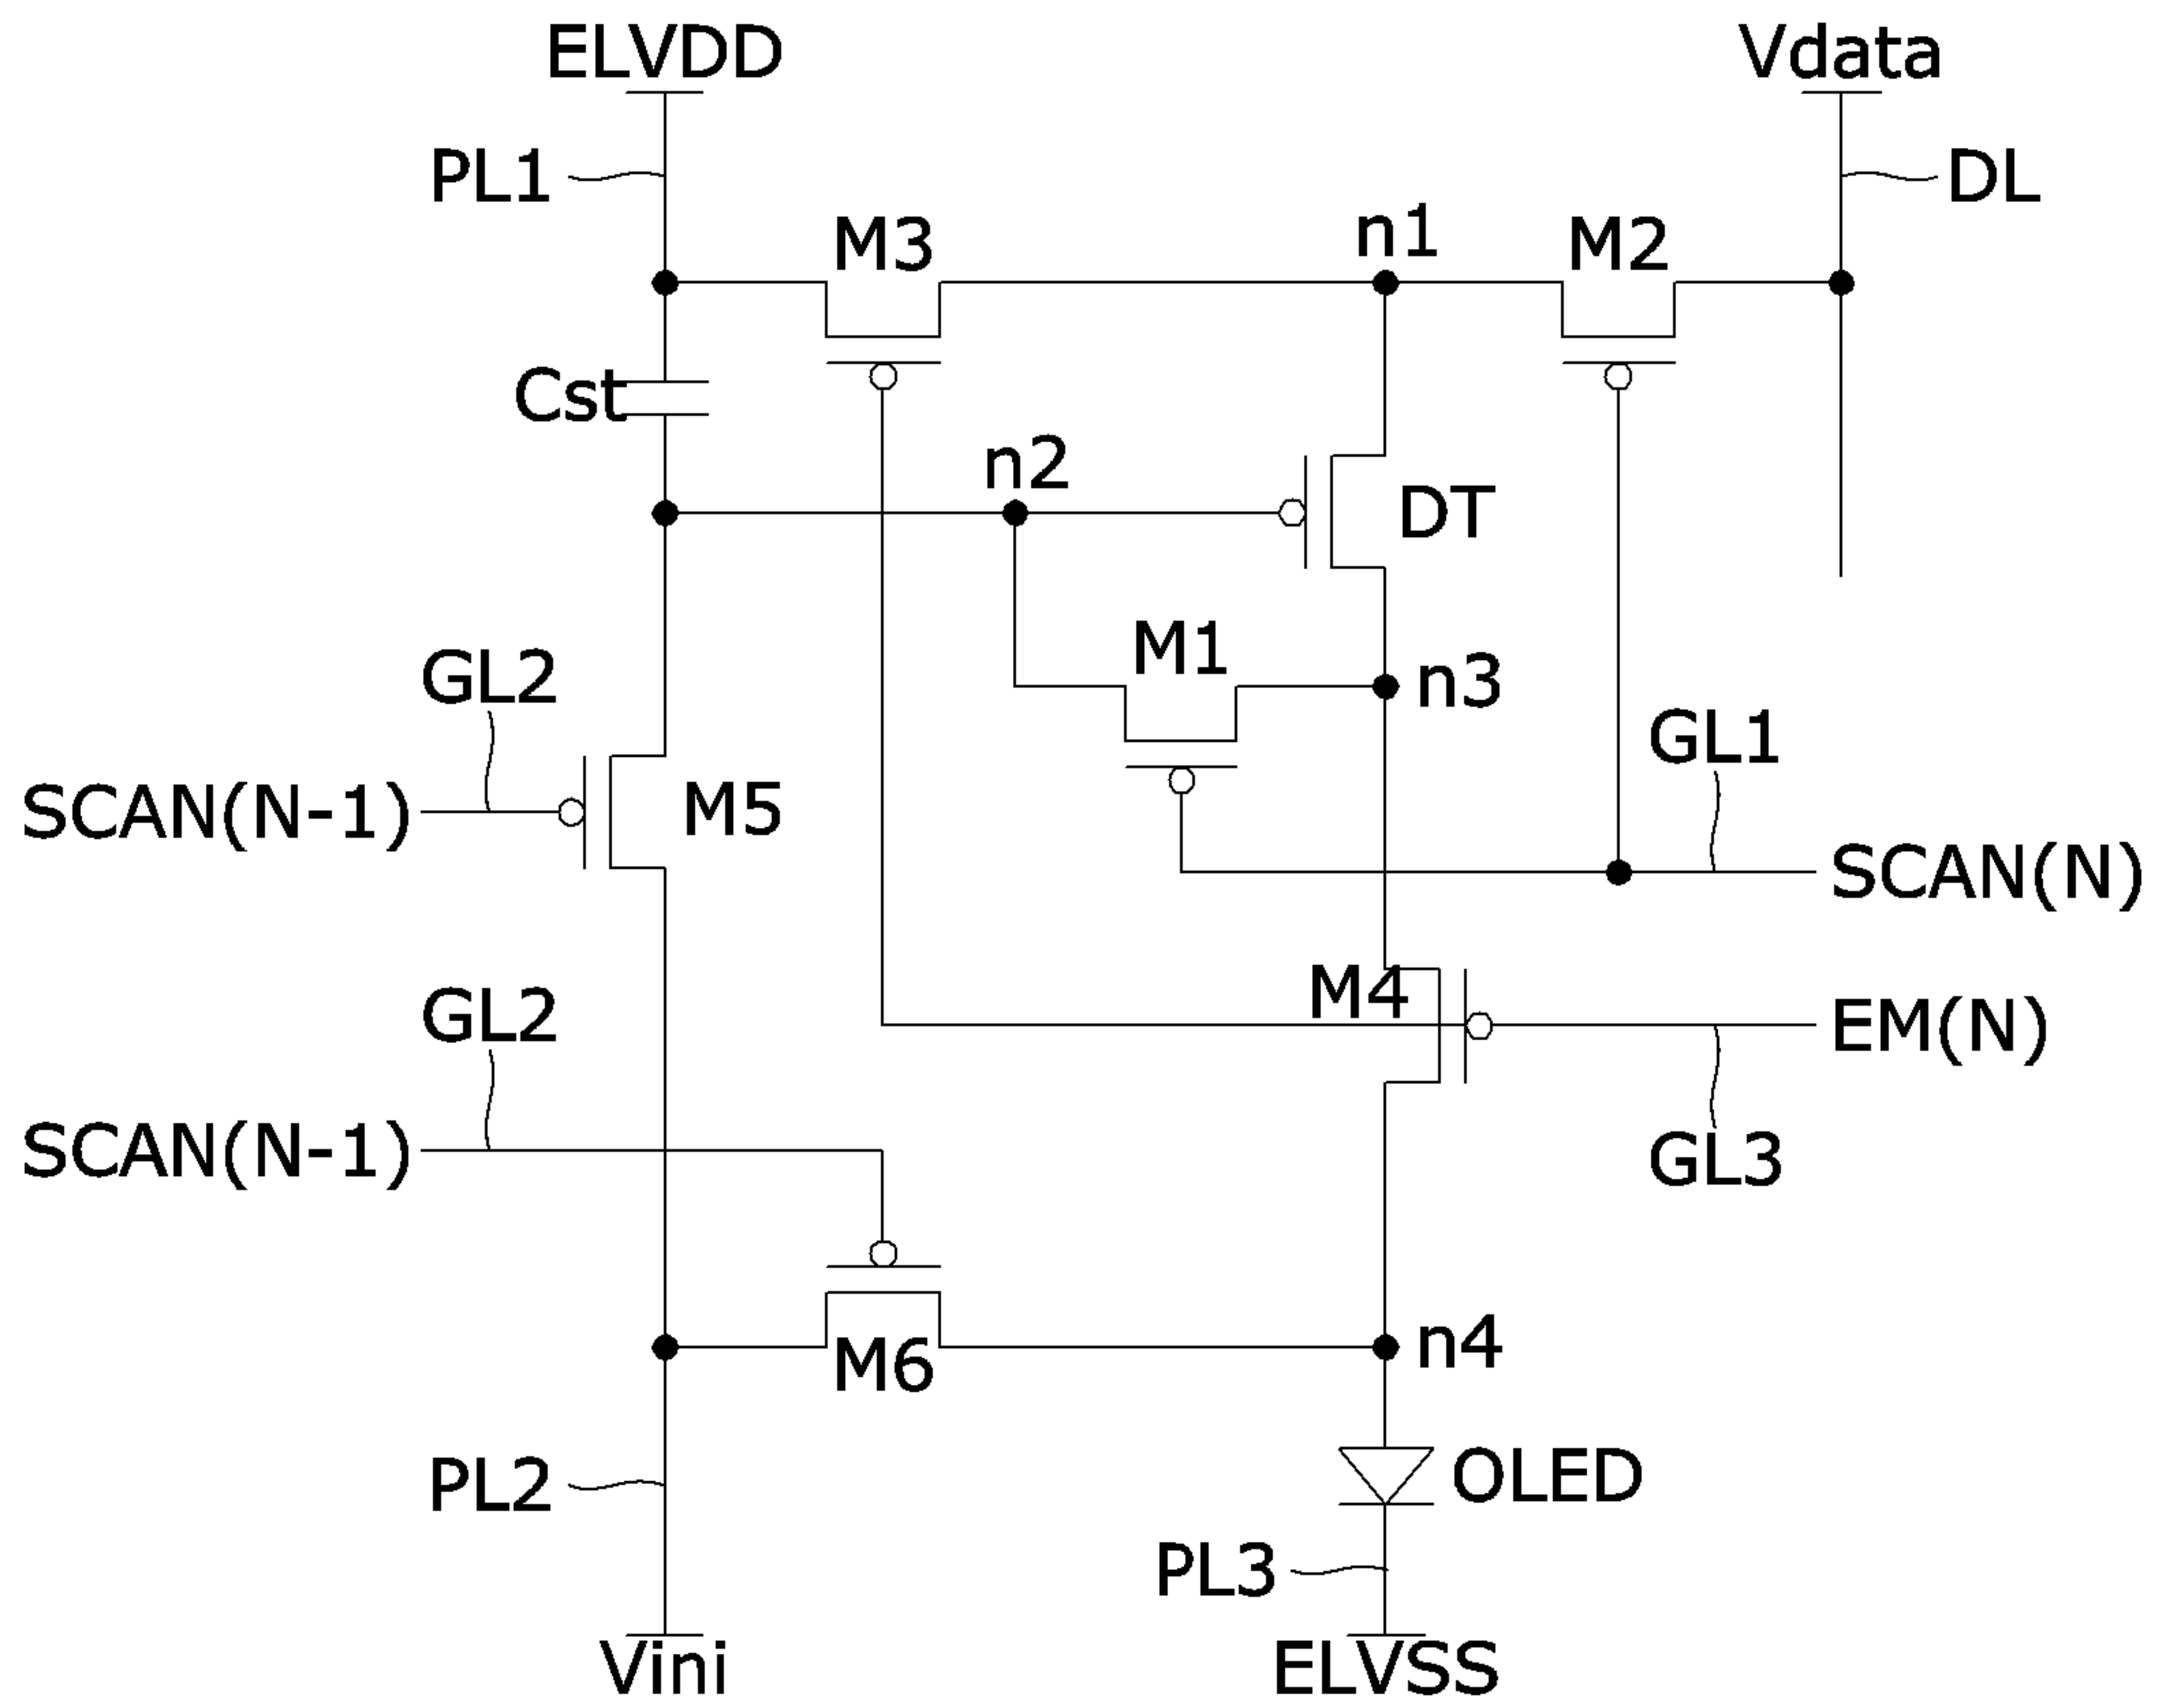 ELVDD
Vdata
PL1
DL
M3
n1
M2
Cst
n2
DT
M1
n3
GL2
GL1
SCAN(N-1)
M5
SCAN(N)
M4
GL2
EM(N)
SCAN(N-1)
GL3
M6
n4
PL2
OLED
PL3
Vini
ELVSS